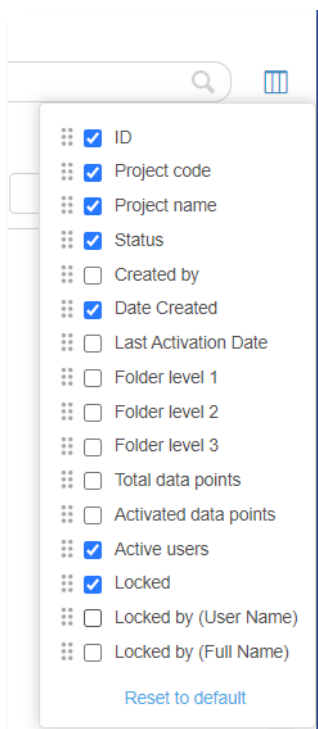 ID
Project code
Project name
Status
Created by
Date Created
Last Activation Date
Folder level 1
Folder level 2
Folder level 3
Total data points
Activated data points
Active users
Locked
Locked by (User Name)
Locked by (Full Name)
Reset to default